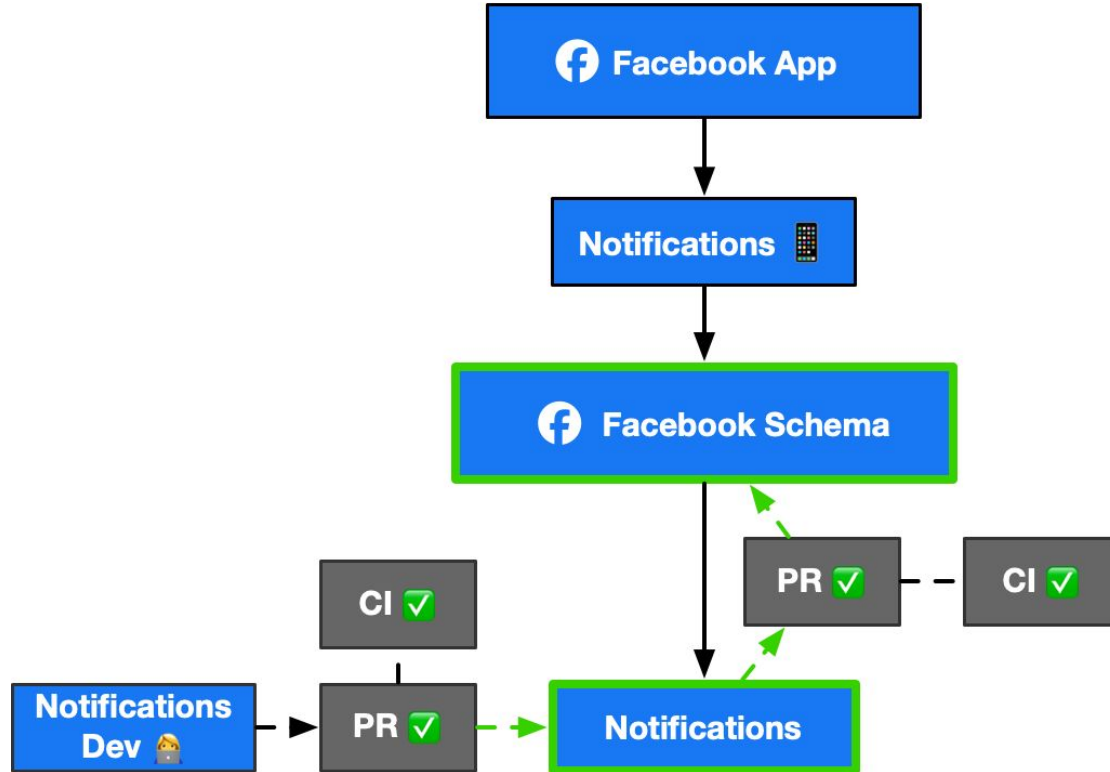 Facebook App
Notifications
Facebook Schema
PR
CI
CI
Notifications
Dev
PR
Notifications